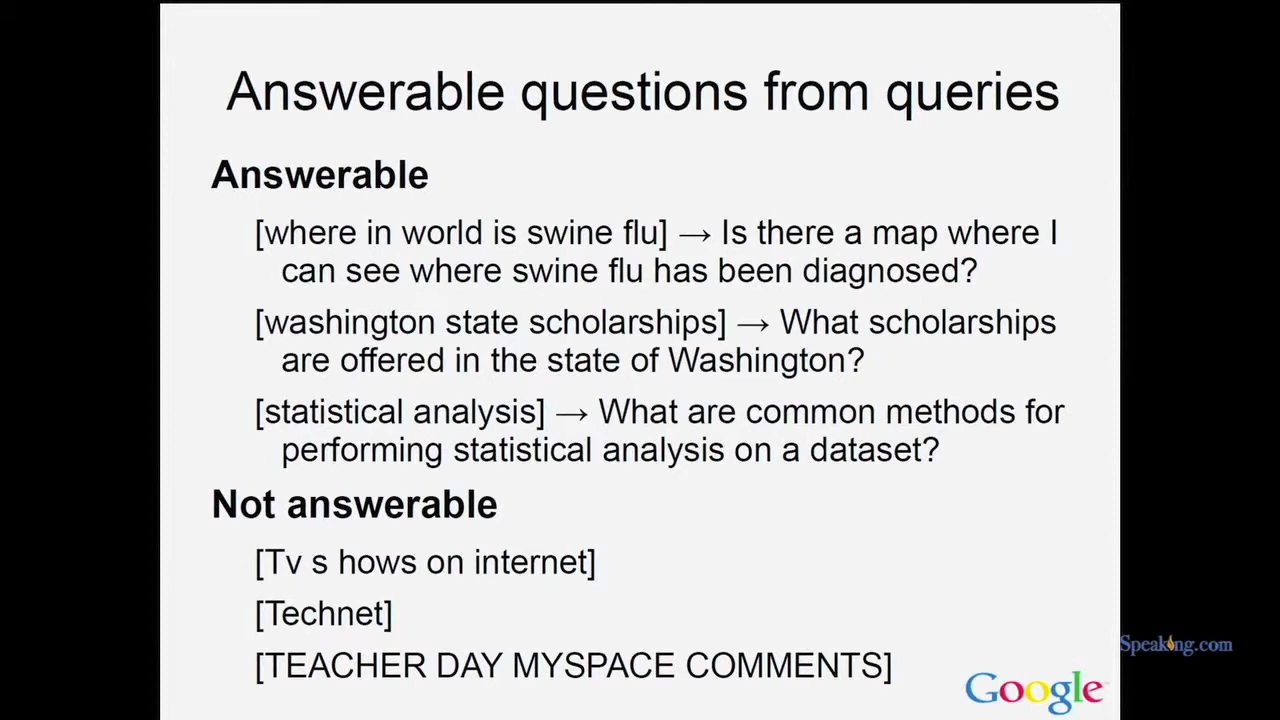 Answerable questions from queries
Answerable
[where in world is swine flu] → Is there a map where I
can see where swine flu has been diagnosed?
[washington state scholarships] → What scholarships
are offered in the state of Washington?
[statistical analysis] → What are common methods for
performing statistical analysis on a dataset?
Not answerable
[Tv s hows on internet]
[Technet]
[TEACHER DAY MYSPACE COMMENTS]
Speaking.com
Google